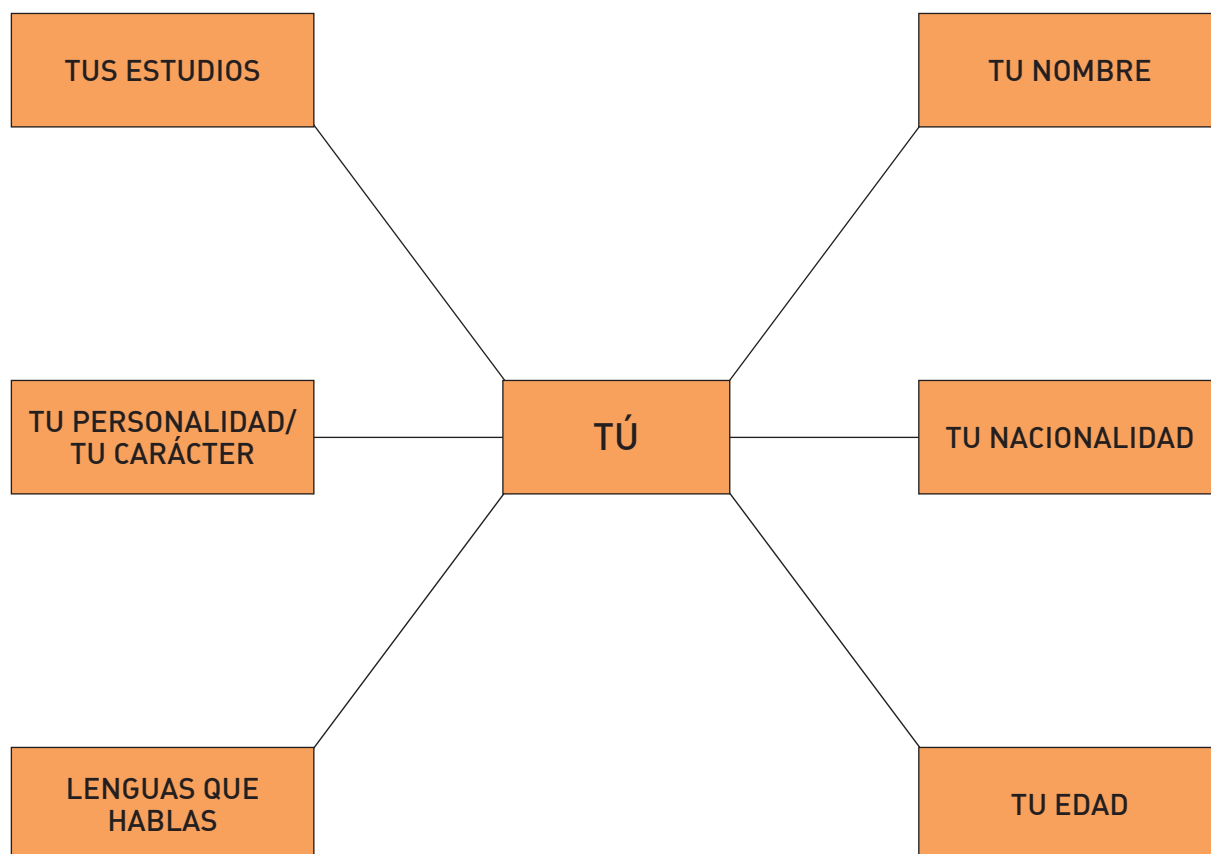 TUS ESTUDIOS
TU NOMBRE
TU PERSONALIDAD/
TU CARÁCTER
TÚ
TU NACIONALIDAD
LENGUAS QUE
HABLAS
TU EDAD